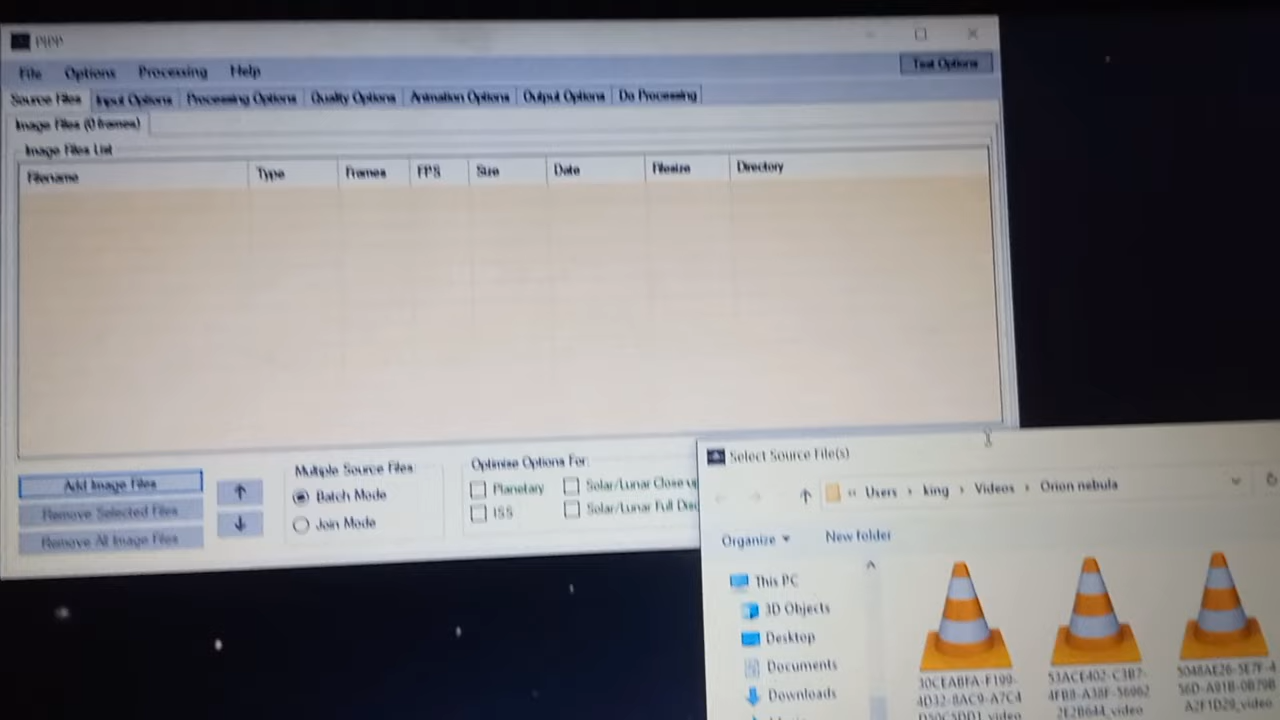 PIPP
File Options Processing Help
Test Options
Source Files Input Options Processing Options Quality Options Animation Options Output Options Do Processing
Image Files (0 frames)
Image Files List
Filename Type Frames FPS Size Date Filesize Directory
Add Image Files
Remove Selected Files
Remove All Image Files
Multiple Source Files:
Batch Mode
Join Mode
Optimise Options For:
Planetary Solar/Lunar Close up
ISS Solar/Lunar Full Disc
Select Source File(s)
« Users › king › Videos › Orion nebula
Organize New folder
This PC
3D Objects
Desktop
Documents
Downloads
30CEABFA-F199-
4D32-8AC9-A7C4
D50C5DD1_video
53ACE402-C3B7-
4FB8-A38F-56962
2E2B644_video
5048AE26-5E7F-4
56D-A91B-0B79B
A2F1D29_video